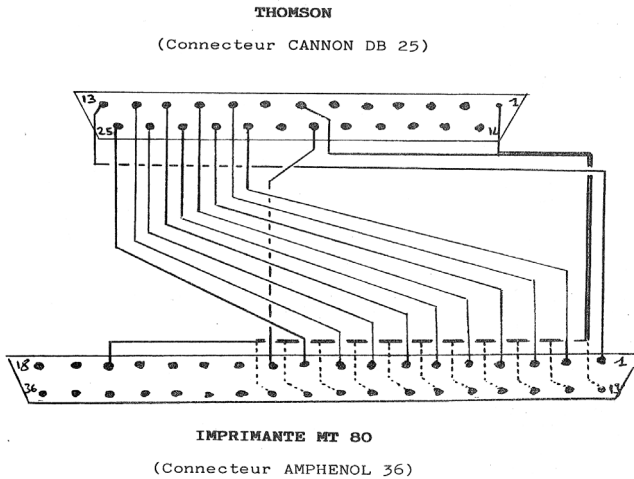 THOMSON
(Connecteur CANNON DB 25)
13 1
25 14
18 1
36 19
IMPRIMANTE MT 80
(Connecteur AMPHENOL 36)